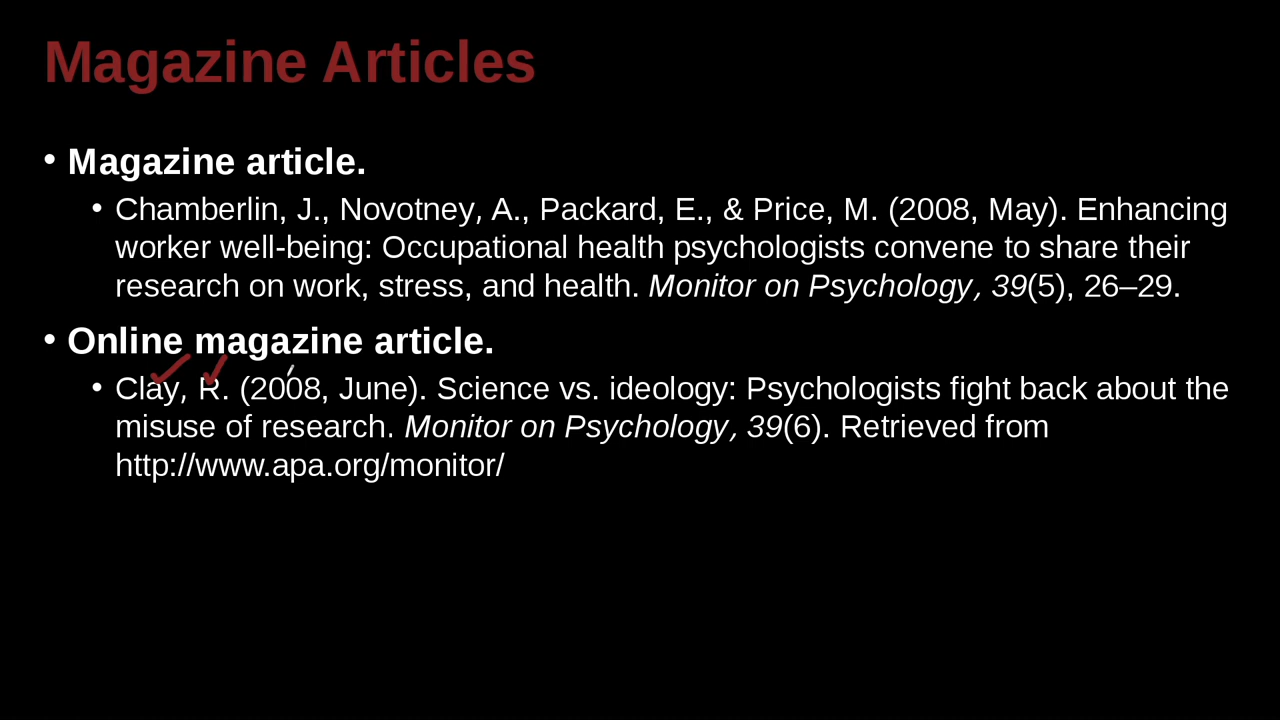 Magazine Articles
• Magazine article.
• Chamberlin, J., Novotney, A., Packard, E., & Price, M. (2008, May). Enhancing
worker well-being: Occupational health psychologists convene to share their
research on work, stress, and health. Monitor on Psychology, 39(5), 26–29.
• Online magazine article.
• Clay, R. (2008, June). Science vs. ideology: Psychologists fight back about the
misuse of research. Monitor on Psychology, 39(6). Retrieved from
http://www.apa.org/monitor/